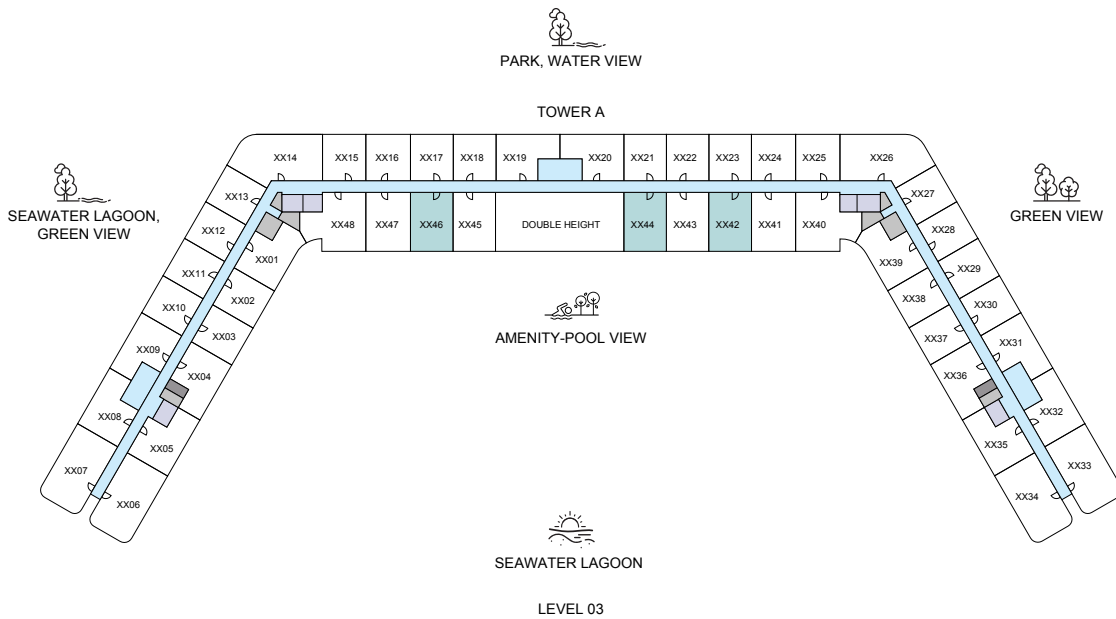 PARK, WATER VIEW
TOWER A
XX14
XX15
XX16
XX17
XX18
XX19
XX20
XX21
XX22
XX23
XX24
XX25
XX26
SEAWATER LAGOON,
GREEN VIEW
GREEN VIEW
XX13
XX27
XX12
XX48
XX47
XX46
XX45
DOUBLE HEIGHT
XX44
XX43
XX42
XX41
XX40
XX28
XX01
XX39
XX11
XX29
XX02
XX38
XX10
XX30
XX03
XX37
AMENITY-POOL VIEW
XX09
XX31
XX04
XX36
XX08
XX32
XX05
XX35
XX07
XX33
XX06
XX34
SEAWATER LAGOON
LEVEL 03